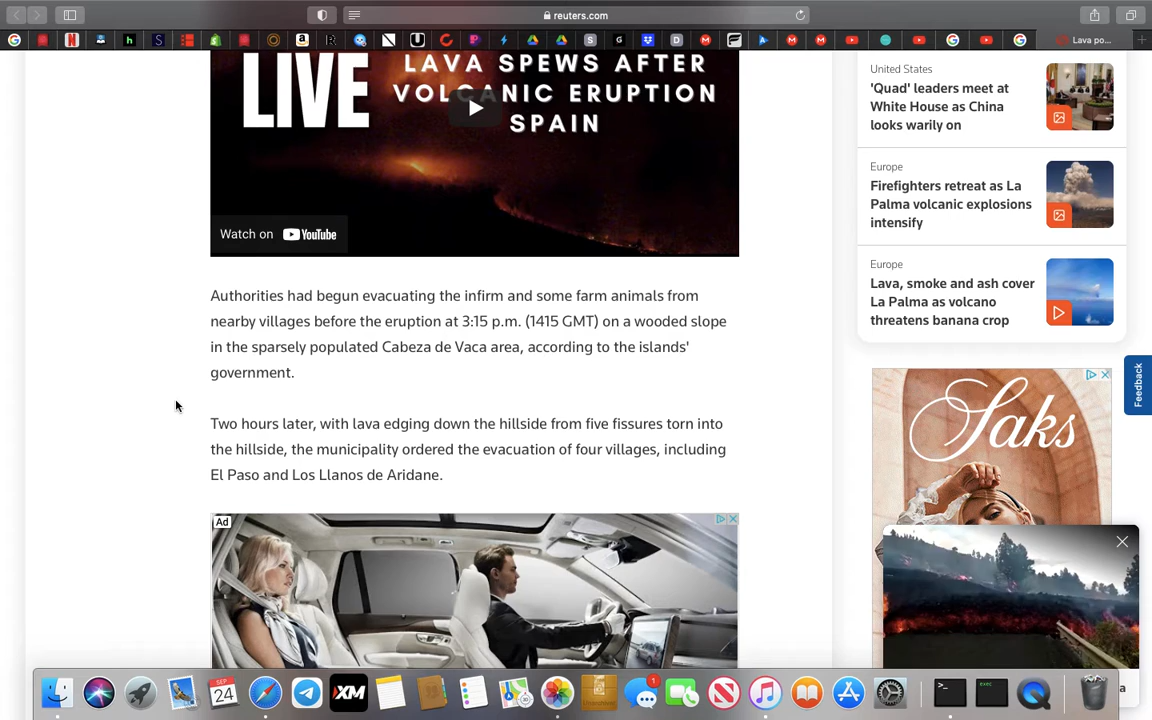 reuters.com
Lava po...
LIVE
LAVA SPEWS AFTER
VOLCANIC ERUPTION
SPAIN
Watch on YouTube
Authorities had begun evacuating the infirm and some farm animals from
nearby villages before the eruption at 3:15 p.m. (1415 GMT) on a wooded slope
in the sparsely populated Cabeza de Vaca area, according to the islands'
government.
Two hours later, with lava edging down the hillside from five fissures torn into
the hillside, the municipality ordered the evacuation of four villages, including
El Paso and Los Llanos de Aridane.
Ad
United States
'Quad' leaders meet at
White House as China
looks warily on
Europe
Firefighters retreat as La
Palma volcanic explosions
intensify
Europe
Lava, smoke and ash cover
La Palma as volcano
threatens banana crop
Feedback
Saks
SEP
24
XM
1
>_
exec
a